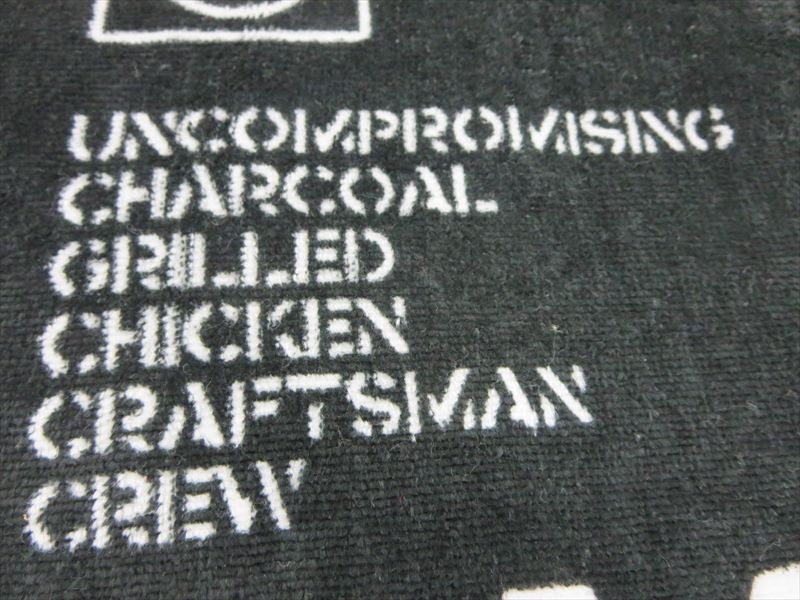 UNCOMPROMISING
CHARCOAL
GRILLED
CHICKEN
CRAFTSMAN
CREW